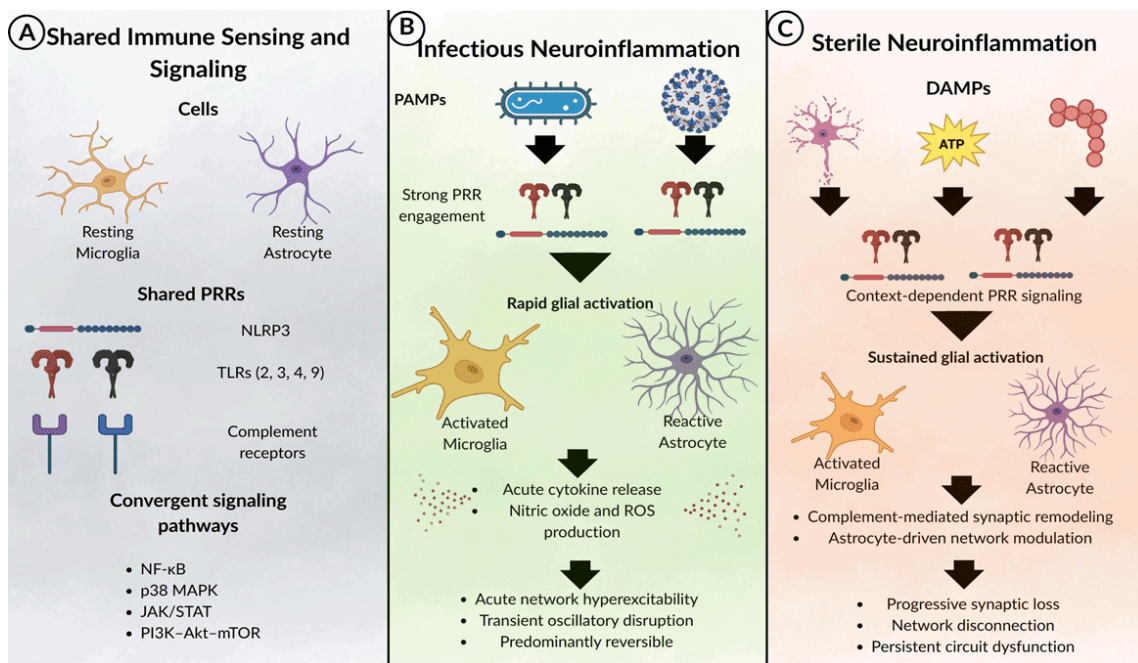 A
Shared Immune Sensing and
Signaling
Cells
Resting
Microglia
Resting
Astrocyte
Shared PRRs
NLRP3
TLRs (2, 3, 4, 9)
Complement
receptors
Convergent signaling
pathways
• NF-κB
• p38 MAPK
• JAK/STAT
• PI3K–Akt–mTOR
B
Infectious Neuroinflammation
PAMPs
Strong PRR
engagement
Rapid glial activation
Activated
Microglia
Reactive
Astrocyte
• Acute cytokine release
• Nitric oxide and ROS
production
• Acute network hyperexcitability
• Transient oscillatory disruption
• Predominantly reversible
C
Sterile Neuroinflammation
DAMPs
ATP
Context-dependent PRR signaling
Sustained glial activation
Activated
Microglia
Reactive
Astrocyte
• Complement-mediated synaptic remodeling
• Astrocyte-driven network modulation
• Progressive synaptic loss
• Network disconnection
• Persistent circuit dysfunction